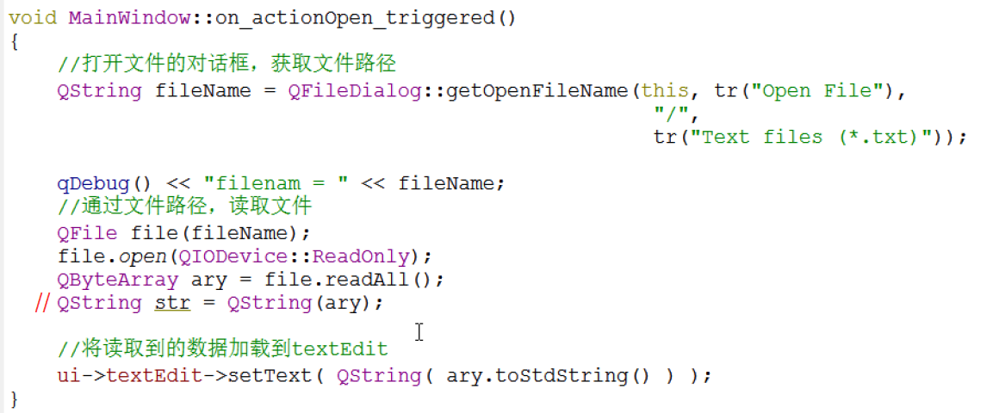 void MainWindow::on_actionOpen_triggered()
{
    //打开文件的对话框，获取文件路径
    QString fileName = QFileDialog::getOpenFileName(this, tr("Open File"),
                                                    "/",
                                                    tr("Text files (*.txt)"));
    qDebug() << "filenam = " << fileName;
    //通过文件路径，读取文件
    QFile file(fileName);
    file.open(QIODevice::ReadOnly);
    QByteArray ary = file.readAll();
  // QString str = QString(ary);
    //将读取到的数据加载到textEdit
    ui->textEdit->setText( QString( ary.toStdString() ) );
}